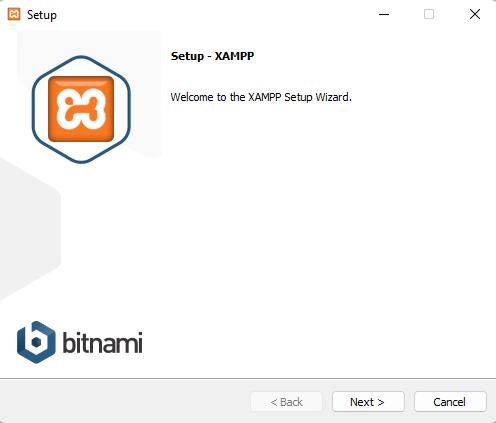 Setup
Setup - XAMPP
Welcome to the XAMPP Setup Wizard.
bitnami
< Back
Next >
Cancel